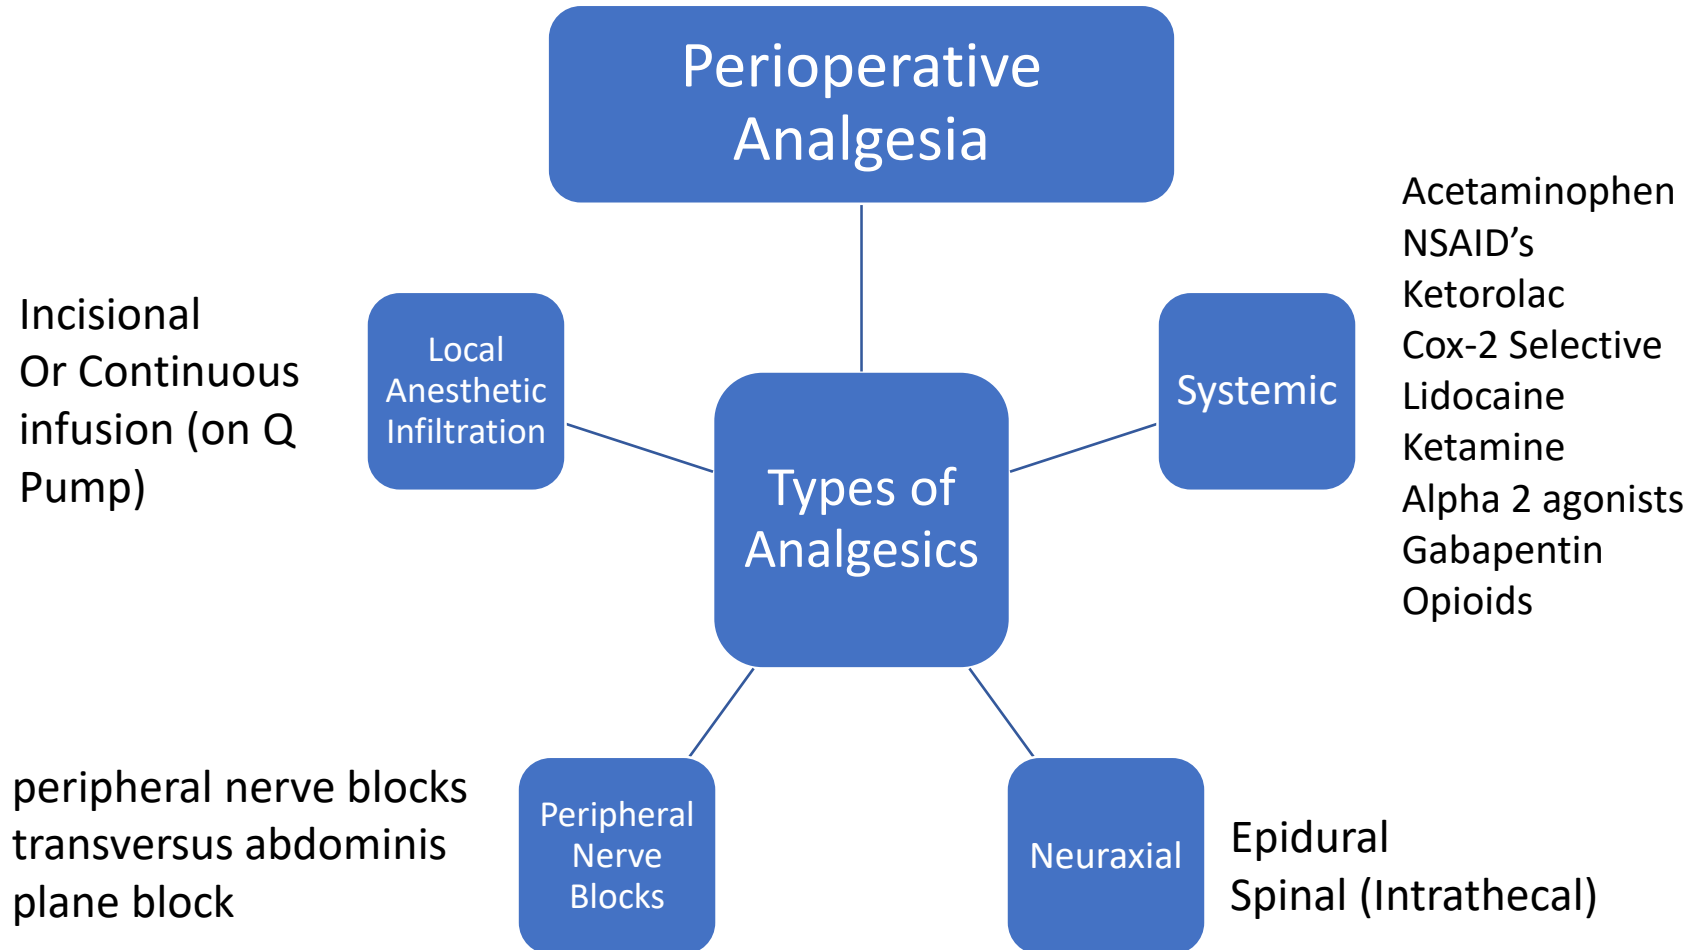 Perioperative
Analgesia
Acetaminophen
NSAID’s
Ketorolac
Cox-2 Selective
Lidocaine
Ketamine
Alpha 2 agonists
Gabapentin
Opioids
Incisional
Or Continuous
infusion (on Q
Pump)
Local
Anesthetic
Infiltration
Systemic
Types of
Analgesics
peripheral nerve blocks
transversus abdominis
plane block
Peripheral
Nerve
Blocks
Neuraxial
Epidural
Spinal (Intrathecal)